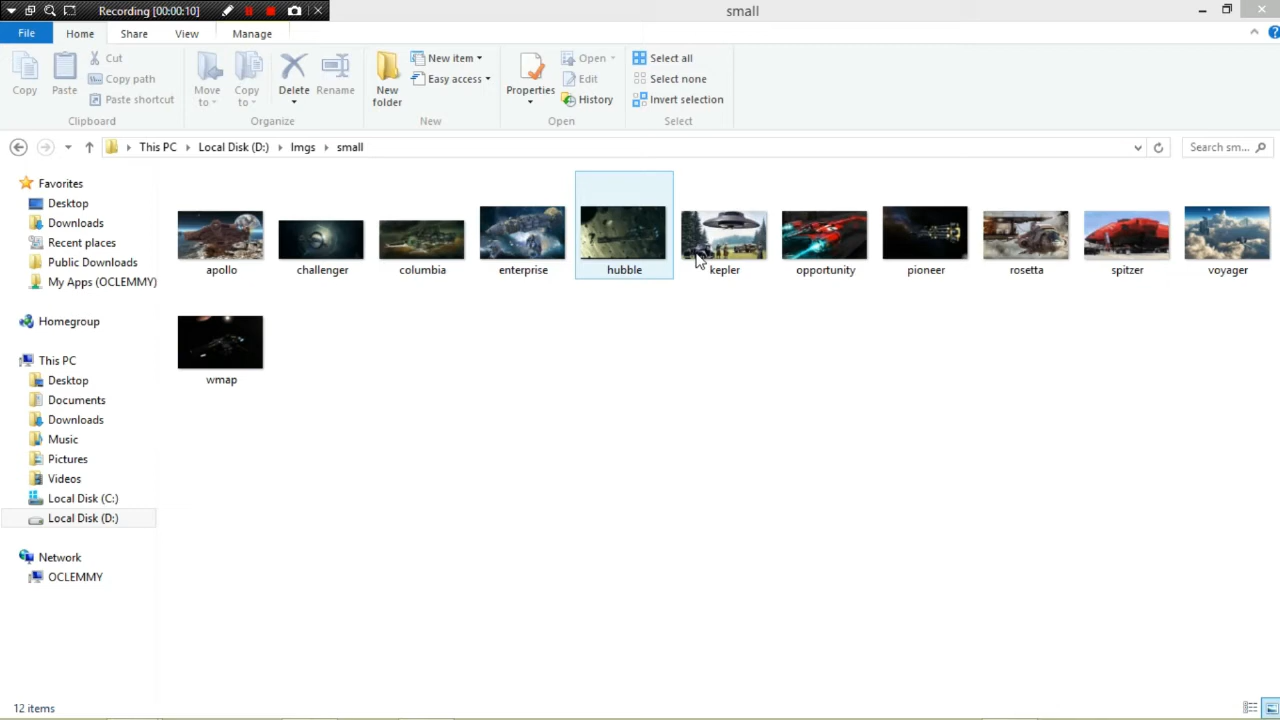 Recording [00:00:10]
small
File Home Share View Manage
Copy
Paste
Cut
Copy path
Paste shortcut
Clipboard
Move to
Copy to
Delete
Rename
Organize
New folder
New item
Easy access
New
Properties
Open
Edit
History
Open
Select all
Select none
Invert selection
Select
This PC Local Disk (D:) Imgs small
Search sm...
Favorites
Desktop
Downloads
Recent places
Public Downloads
My Apps (OCLEMMY)
Homegroup
This PC
Desktop
Documents
Downloads
Music
Pictures
Videos
Local Disk (C:)
Local Disk (D:)
Network
OCLEMMY
apollo challenger columbia enterprise hubble kepler opportunity pioneer rosetta spitzer voyager
wmap
12 items